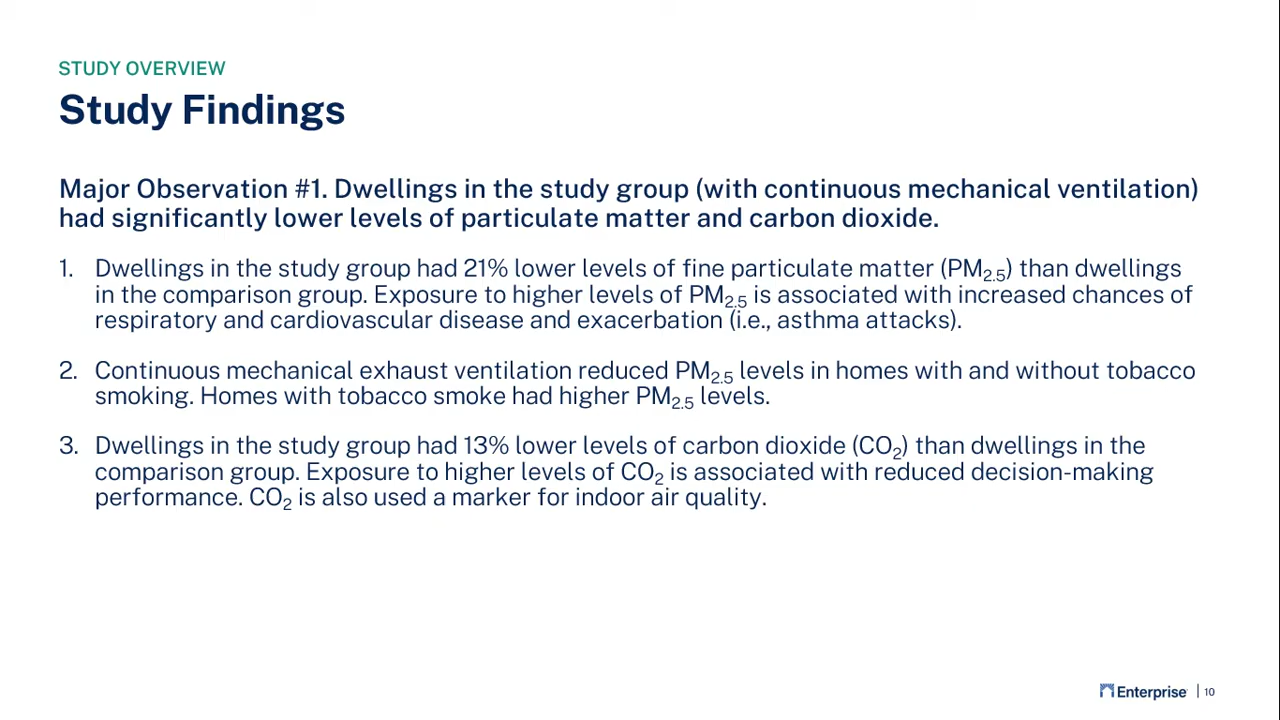 STUDY OVERVIEW
Study Findings
Major Observation #1. Dwellings in the study group (with continuous mechanical ventilation)
had significantly lower levels of particulate matter and carbon dioxide.
1. Dwellings in the study group had 21% lower levels of fine particulate matter (PM2.5) than dwellings
in the comparison group. Exposure to higher levels of PM2.5 is associated with increased chances of
respiratory and cardiovascular disease and exacerbation (i.e., asthma attacks).
2. Continuous mechanical exhaust ventilation reduced PM2.5 levels in homes with and without tobacco
smoking. Homes with tobacco smoke had higher PM2.5 levels.
3. Dwellings in the study group had 13% lower levels of carbon dioxide (CO2) than dwellings in the
comparison group. Exposure to higher levels of CO2 is associated with reduced decision-making
performance. CO2 is also used a marker for indoor air quality.
Enterprise | 10